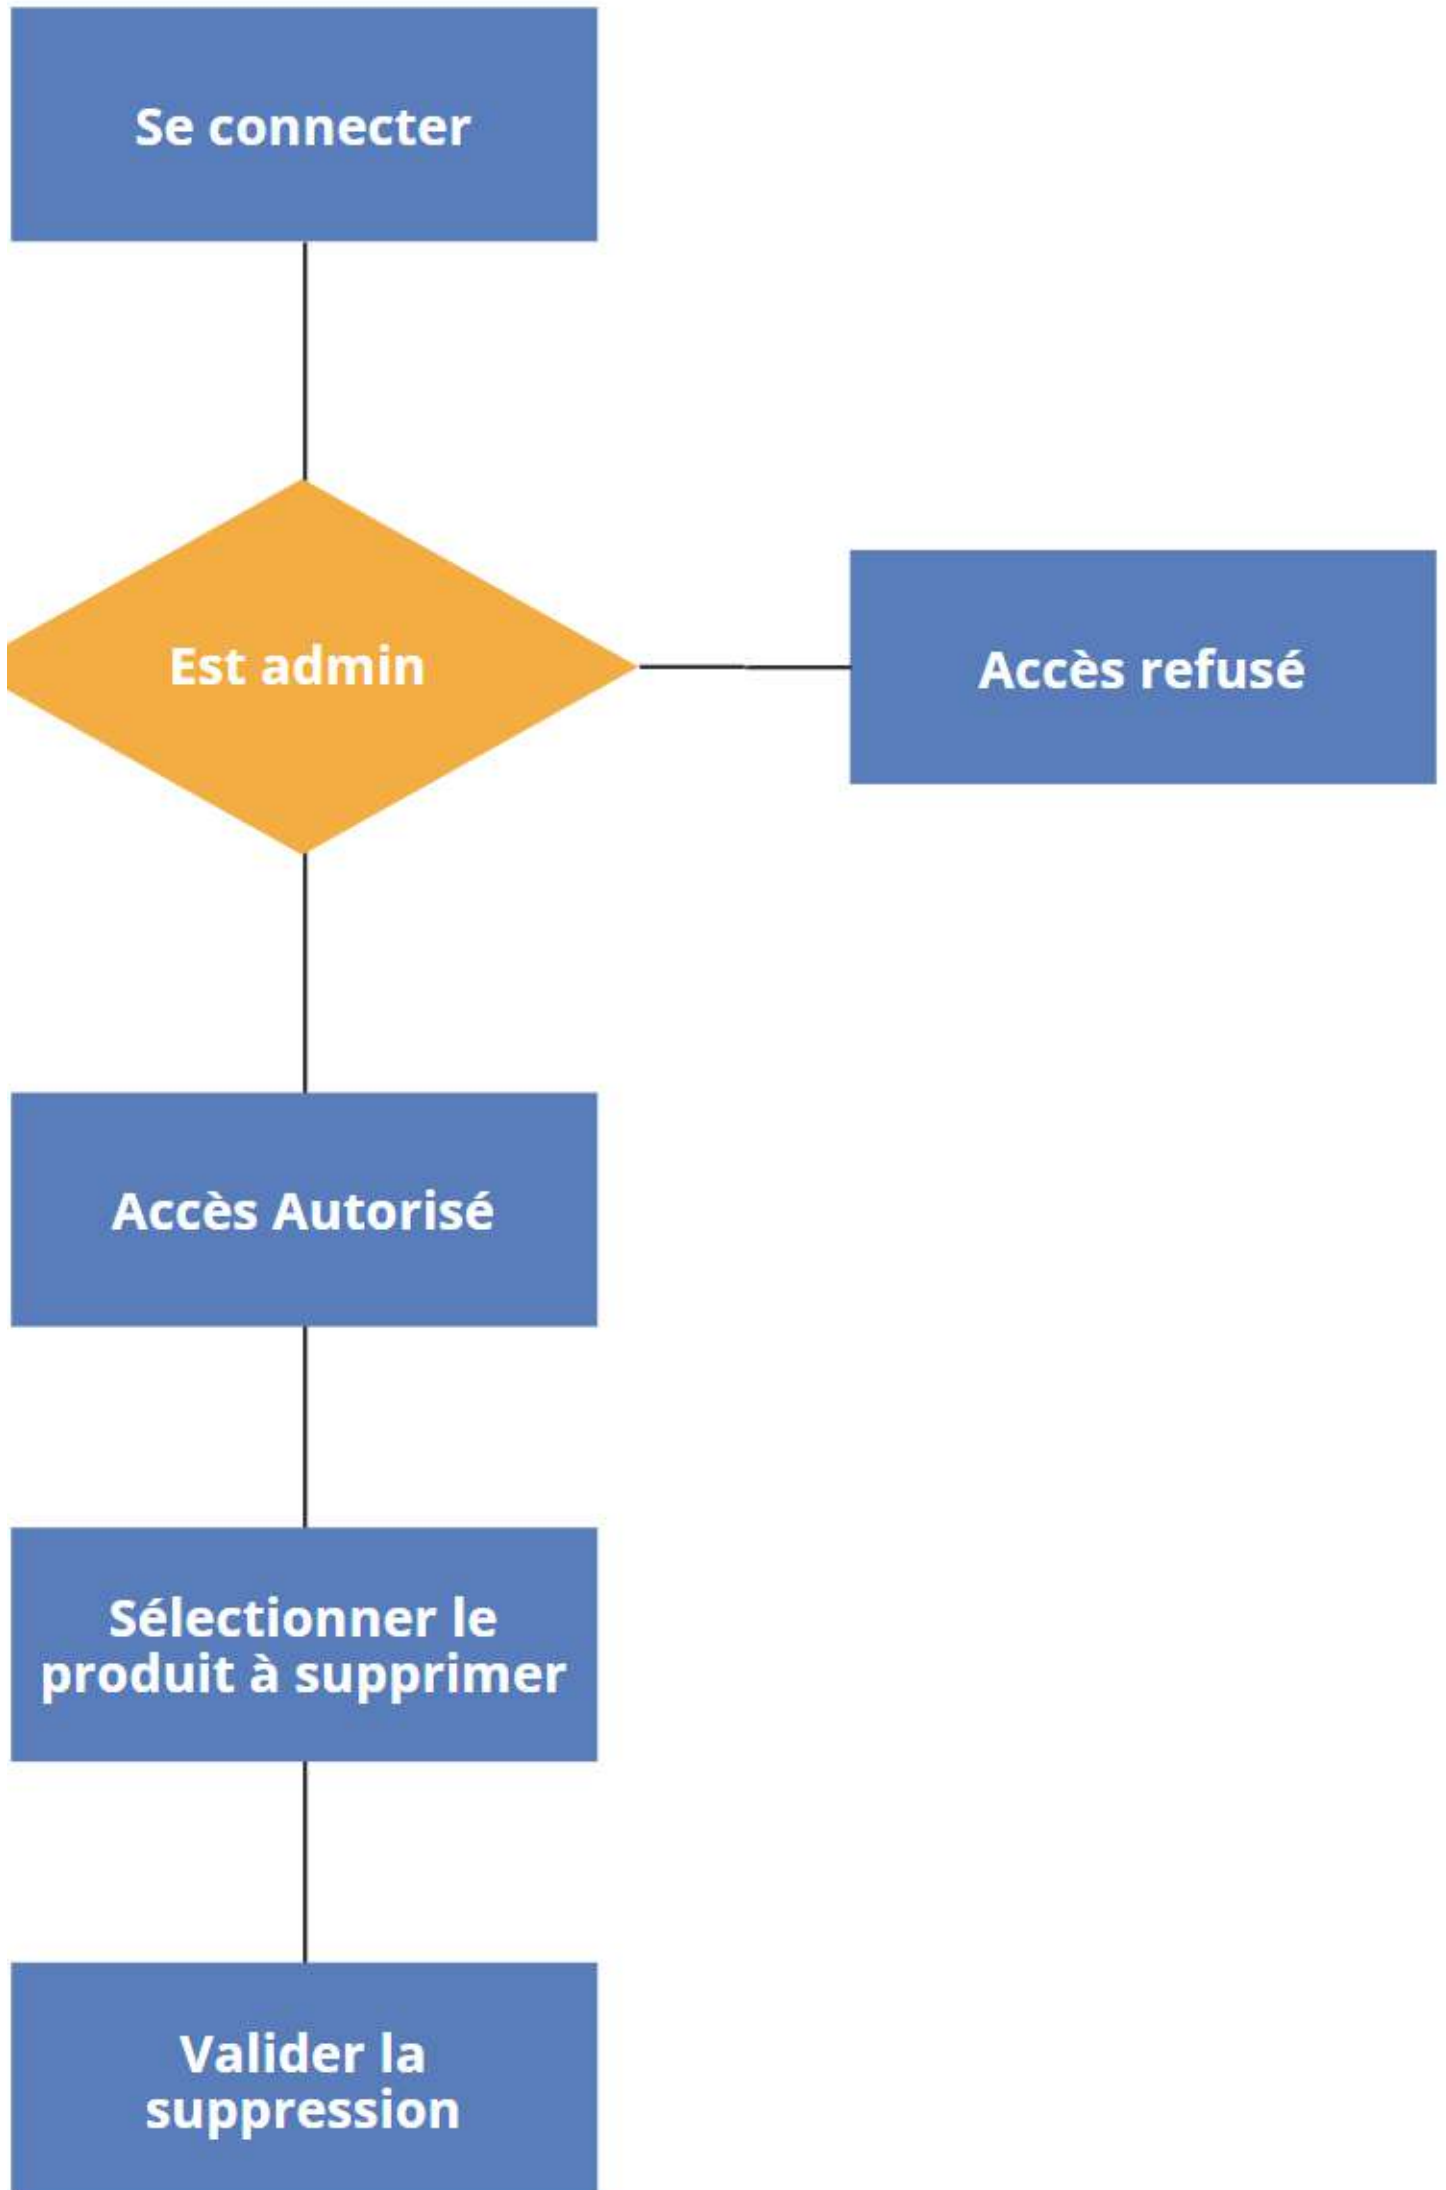 Se connecter
Est admin
Accès refusé
Accès Autorisé
Sélectionner le
produit à supprimer
Valider la
suppression